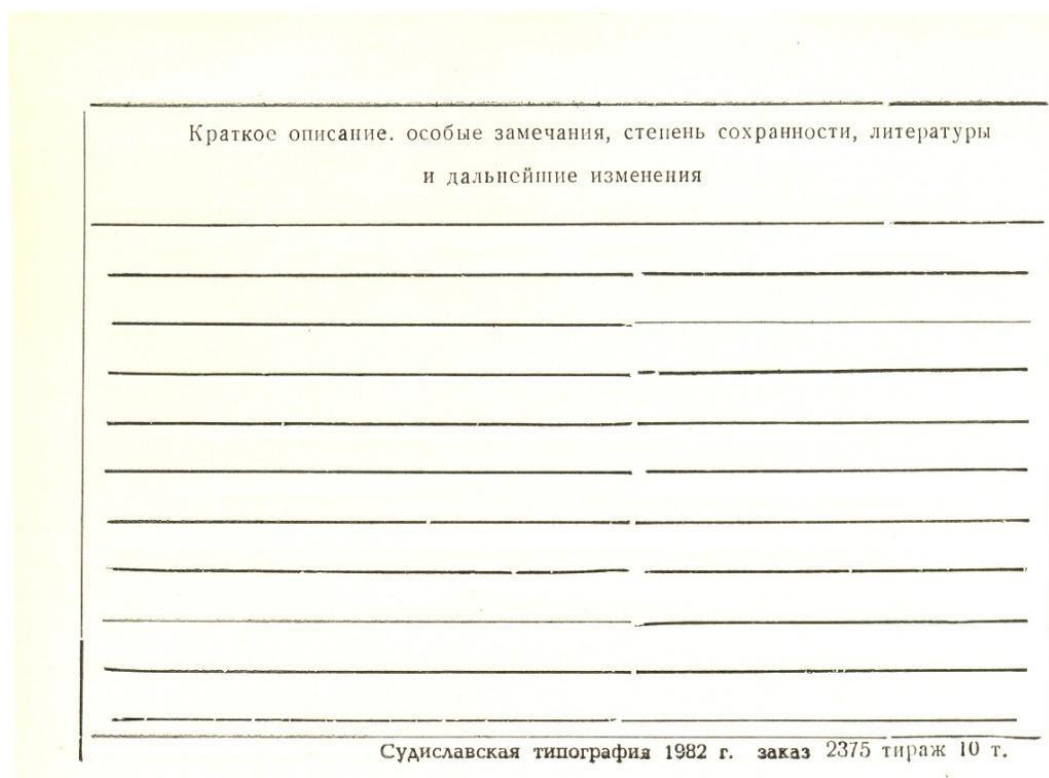 Краткое описание. особые замечания, степень сохранности, литературы
и дальнейшие изменения
Судиславская типография 1982 г. заказ 2375 тираж 10 т.